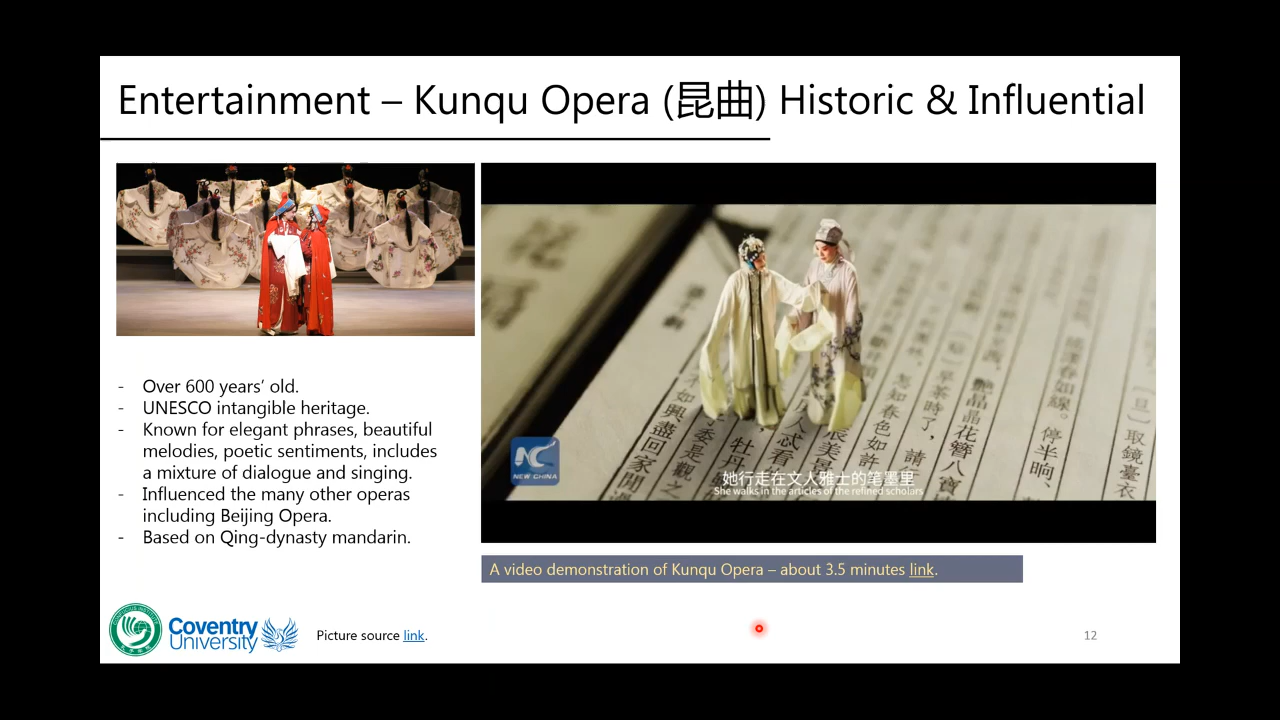 Entertainment – Kunqu Opera (昆曲) Historic & Influential
- Over 600 years’ old.
- UNESCO intangible heritage.
- Known for elegant phrases, beautiful
melodies, poetic sentiments, includes
a mixture of dialogue and singing.
- Influenced the many other operas
including Beijing Opera.
- Based on Qing-dynasty mandarin.
NEW CHINA
她行走在文人雅士的笔墨里
She walks in the articles of the refined scholars
A video demonstration of Kunqu Opera – about 3.5 minutes link.
Coventry
University
Picture source link.
12